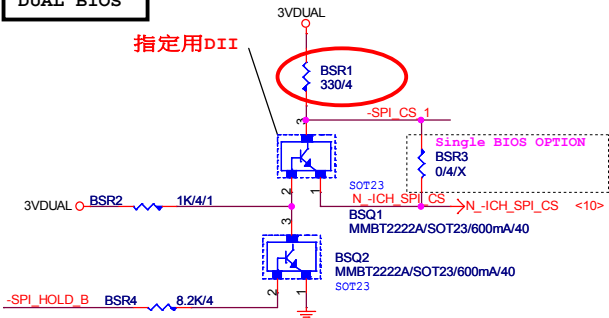 DUAL BIOS
3VDUAL
指定用DII
BSR1
330/4
3
-SPI_CS_1
Single BIOS OPTION
BSR3
0/4/X
SOT23
2
1
N_-ICH_SPI_CS
N_-ICH_SPI_CS <10>
3VDUAL BSR2 1K/4/1
BSQ1
MMBT2222A/SOT23/600mA/40
3
BSQ2
MMBT2222A/SOT23/600mA/40
SOT23
2
1
-SPI_HOLD_B BSR4 8.2K/4